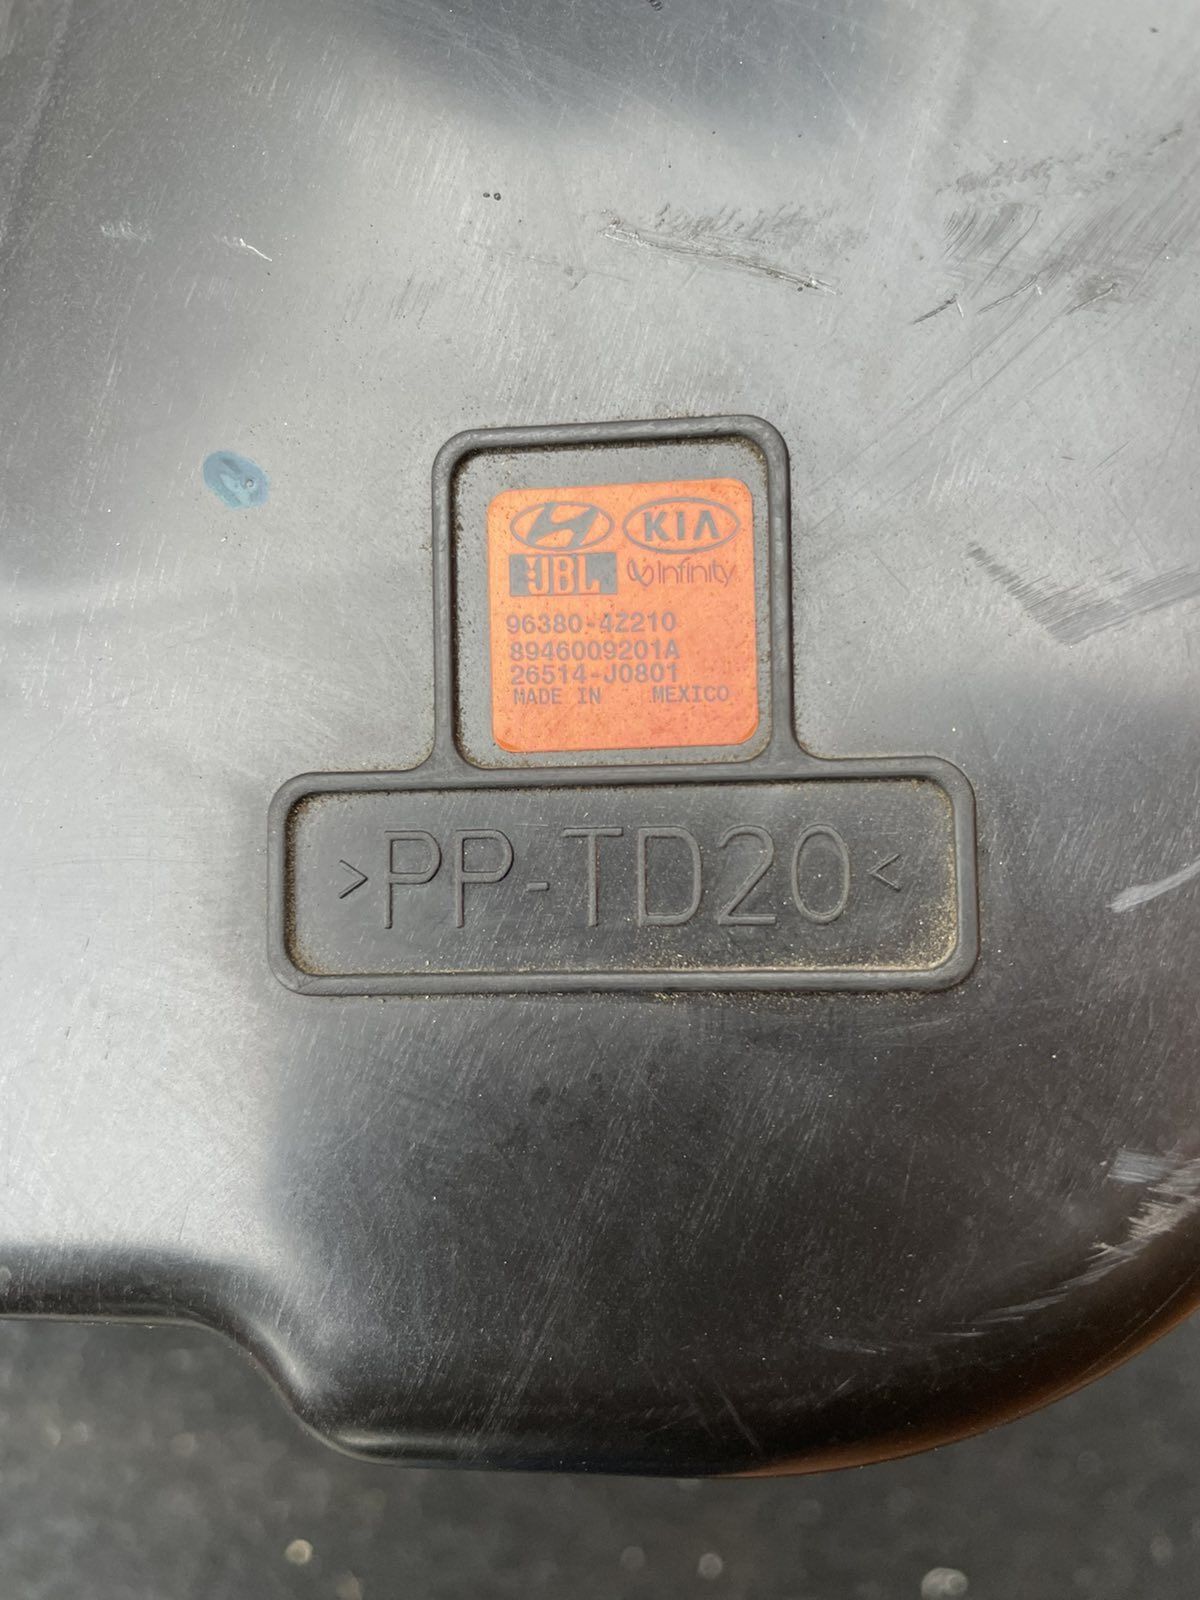 KIA
JBL Infinity
96380-4Z210
8946009201A
26514-J0801
MADE IN MEXICO
>PP-TD20<